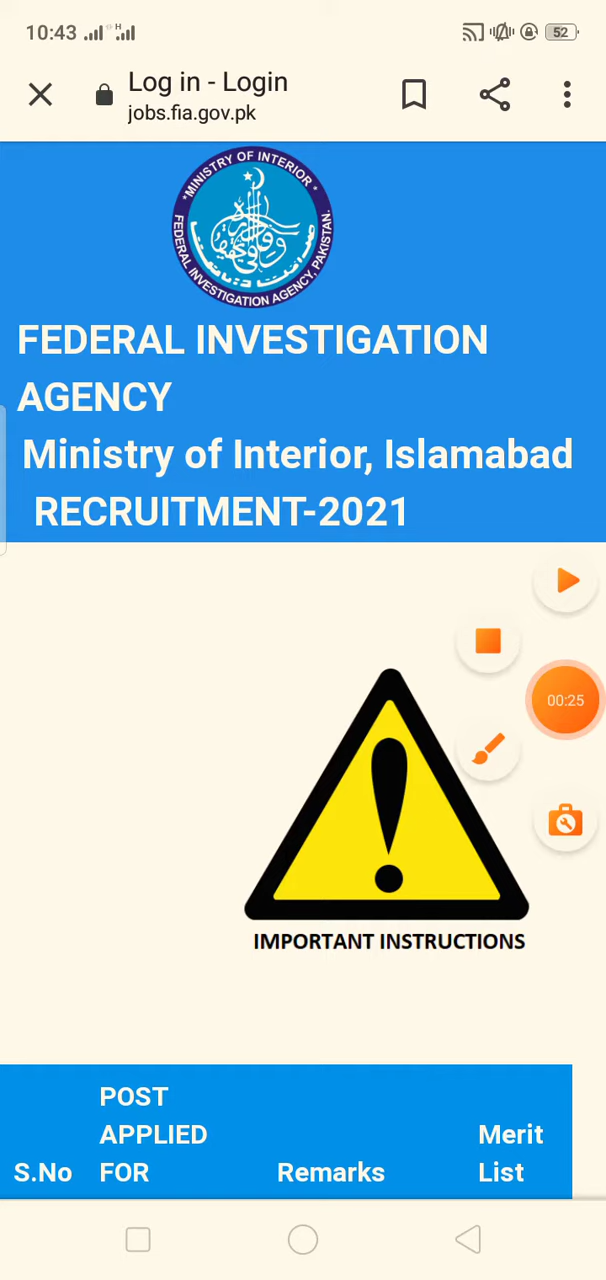 10:43
H
52
Log in - Login
jobs.fia.gov.pk
*MINISTRY OF INTERIOR*
FEDERAL INVESTIGATION AGENCY, PAKISTAN.
FEDERAL INVESTIGATION
AGENCY
Ministry of Interior, Islamabad
RECRUITMENT-2021
00:25
IMPORTANT INSTRUCTIONS
POST
APPLIED Merit
S.No FOR Remarks List